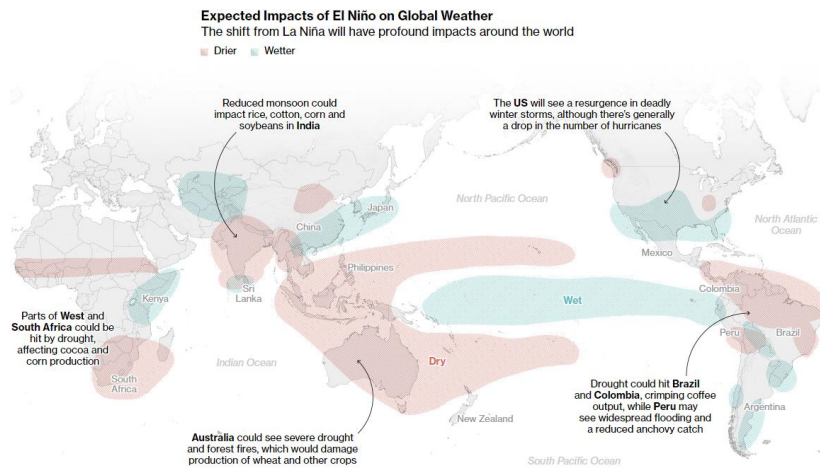 Expected Impacts of El Niño on Global Weather
The shift from La Niña will have profound impacts around the world
Drier Wetter
Reduced monsoon could
impact rice, cotton, corn and
soybeans in India
The US will see a resurgence in deadly
winter storms, although there's generally
a drop in the number of hurricanes
North Pacific Ocean
Japan
China
North Atlantic
Ocean
Mexico
Philippines
Sri
Lanka
Kenya
Colombia
Wet
Parts of West and
South Africa could be
hit by drought,
affecting cocoa and
corn production
Peru
Brazil
Indian Ocean
Dry
South
Africa
Drought could hit Brazil
and Colombia, crimping coffee
output, while Peru may
see widespread flooding and
a reduced anchovy catch
Argentina
New Zealand
Australia could see severe drought
and forest fires, which would damage
production of wheat and other crops
South Pacific Ocean